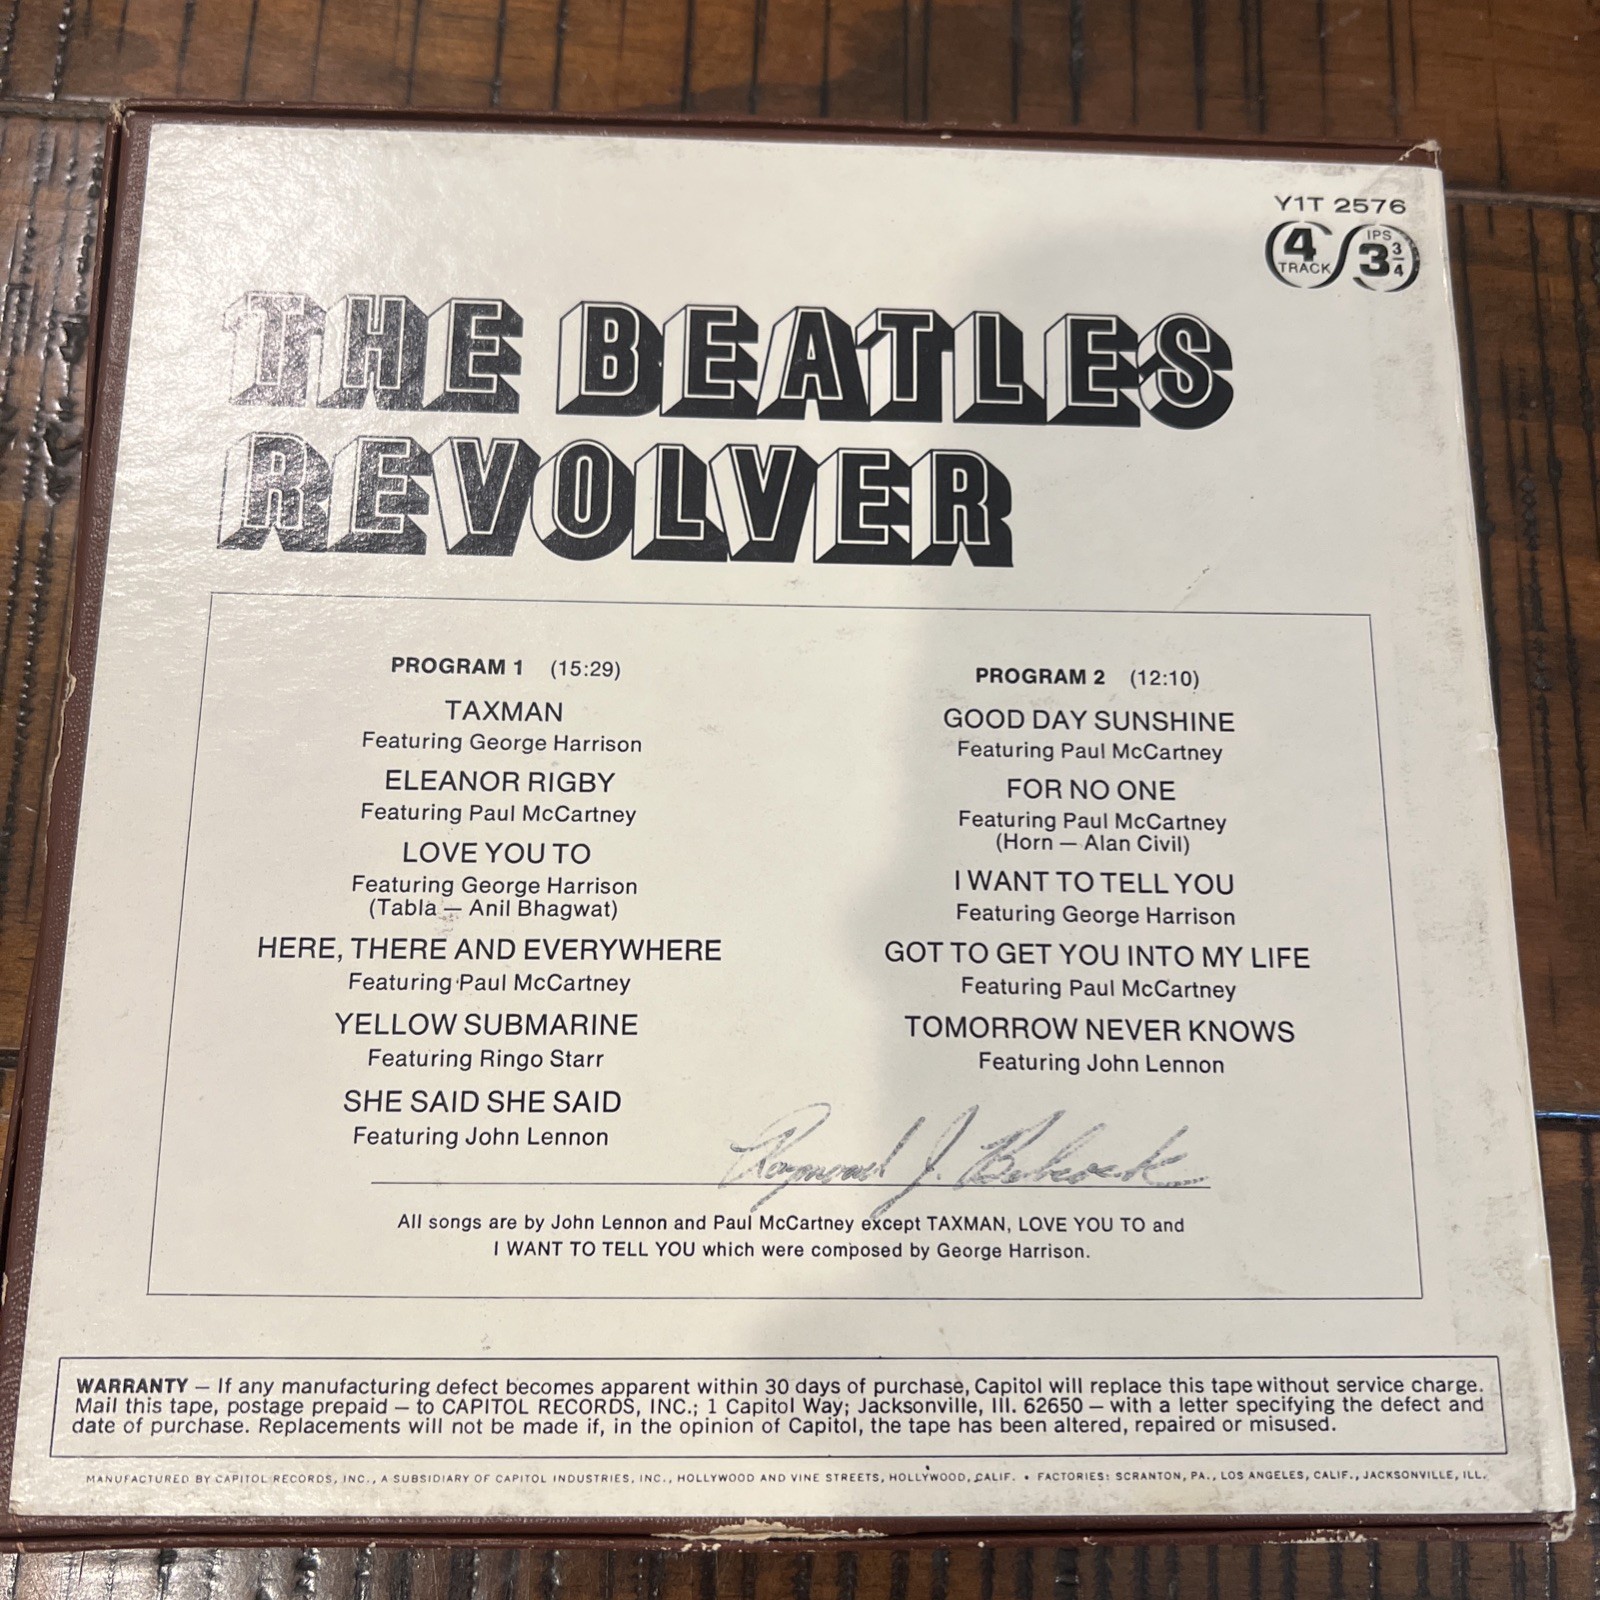 Y1T 2576
4 TRACK IPS 3 3/4
THE BEATLES
REVOLVER
PROGRAM 1 (15:29)
TAXMAN
Featuring George Harrison
ELEANOR RIGBY
Featuring Paul McCartney
LOVE YOU TO
Featuring George Harrison
(Tabla — Anil Bhagwat)
HERE, THERE AND EVERYWHERE
Featuring Paul McCartney
YELLOW SUBMARINE
Featuring Ringo Starr
SHE SAID SHE SAID
Featuring John Lennon
PROGRAM 2 (12:10)
GOOD DAY SUNSHINE
Featuring Paul McCartney
FOR NO ONE
Featuring Paul McCartney
(Horn — Alan Civil)
I WANT TO TELL YOU
Featuring George Harrison
GOT TO GET YOU INTO MY LIFE
Featuring Paul McCartney
TOMORROW NEVER KNOWS
Featuring John Lennon
Raymond J. Babcock
All songs are by John Lennon and Paul McCartney except TAXMAN, LOVE YOU TO and
I WANT TO TELL YOU which were composed by George Harrison.
WARRANTY — If any manufacturing defect becomes apparent within 30 days of purchase, Capitol will replace this tape without service charge.
Mail this tape, postage prepaid — to CAPITOL RECORDS, INC.; 1 Capitol Way; Jacksonville, Ill. 62650 — with a letter specifying the defect and
date of purchase. Replacements will not be made if, in the opinion of Capitol, the tape has been altered, repaired or misused.
MANUFACTURED BY CAPITOL RECORDS, INC., A SUBSIDIARY OF CAPITOL INDUSTRIES, INC., HOLLYWOOD AND VINE STREETS, HOLLYWOOD, CALIF. • FACTORIES: SCRANTON, PA., LOS ANGELES, CALIF., JACKSONVILLE, ILL.